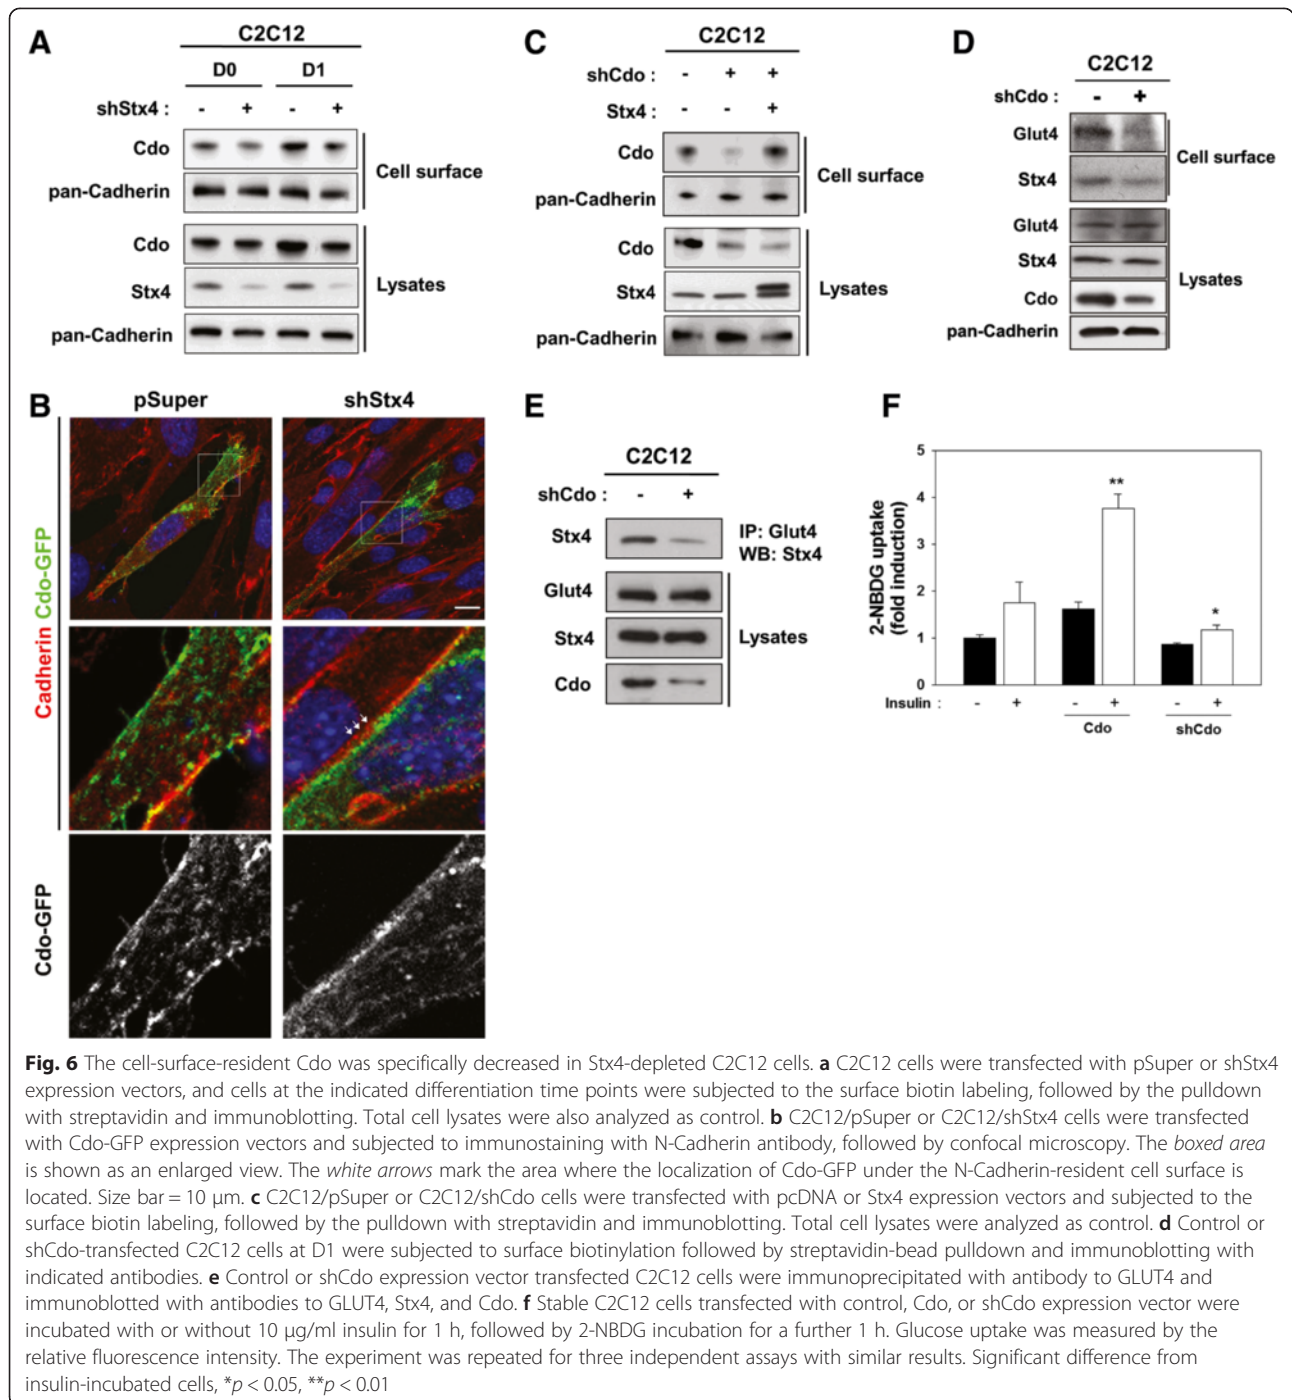 A
C2C12
D0 D1
shStx4 : - + - +
Cdo
pan-Cadherin
Cell surface
Cdo
Stx4
pan-Cadherin
Lysates
C
C2C12
shCdo : - + +
Stx4 : +
Cdo
pan-Cadherin
Cell surface
Cdo
Stx4
pan-Cadherin
Lysates
D
C2C12
shCdo : - +
Glut4
Stx4
Cell surface
Glut4
Stx4
Cdo
pan-Cadherin
Lysates
B
pSuper shStx4
Cadherin Cdo-GFP
Cdo-GFP
E
C2C12
shCdo : - +
Stx4
IP: Glut4
WB: Stx4
Glut4
Stx4
Cdo
Lysates
F
2-NBDG uptake
(fold induction)
5
4
3
2
1
0
**
*
Insulin : - + - + - +
Cdo shCdo
Fig. 6 The cell-surface-resident Cdo was specifically decreased in Stx4-depleted C2C12 cells. a C2C12 cells were transfected with pSuper or shStx4
expression vectors, and cells at the indicated differentiation time points were subjected to the surface biotin labeling, followed by the pulldown
with streptavidin and immunoblotting. Total cell lysates were also analyzed as control. b C2C12/pSuper or C2C12/shStx4 cells were transfected
with Cdo-GFP expression vectors and subjected to immunostaining with N-Cadherin antibody, followed by confocal microscopy. The boxed area
is shown as an enlarged view. The white arrows mark the area where the localization of Cdo-GFP under the N-Cadherin-resident cell surface is
located. Size bar = 10 μm. c C2C12/pSuper or C2C12/shCdo cells were transfected with pcDNA or Stx4 expression vectors and subjected to the
surface biotin labeling, followed by the pulldown with streptavidin and immunoblotting. Total cell lysates were analyzed as control. d Control or
shCdo-transfected C2C12 cells at D1 were subjected to surface biotinylation followed by streptavidin-bead pulldown and immunoblotting with
indicated antibodies. e Control or shCdo expression vector transfected C2C12 cells were immunoprecipitated with antibody to GLUT4 and
immunoblotted with antibodies to GLUT4, Stx4, and Cdo. f Stable C2C12 cells transfected with control, Cdo, or shCdo expression vector were
incubated with or without 10 μg/ml insulin for 1 h, followed by 2-NBDG incubation for a further 1 h. Glucose uptake was measured by the
relative fluorescence intensity. The experiment was repeated for three independent assays with similar results. Significant difference from
insulin-incubated cells, *p < 0.05, **p < 0.01